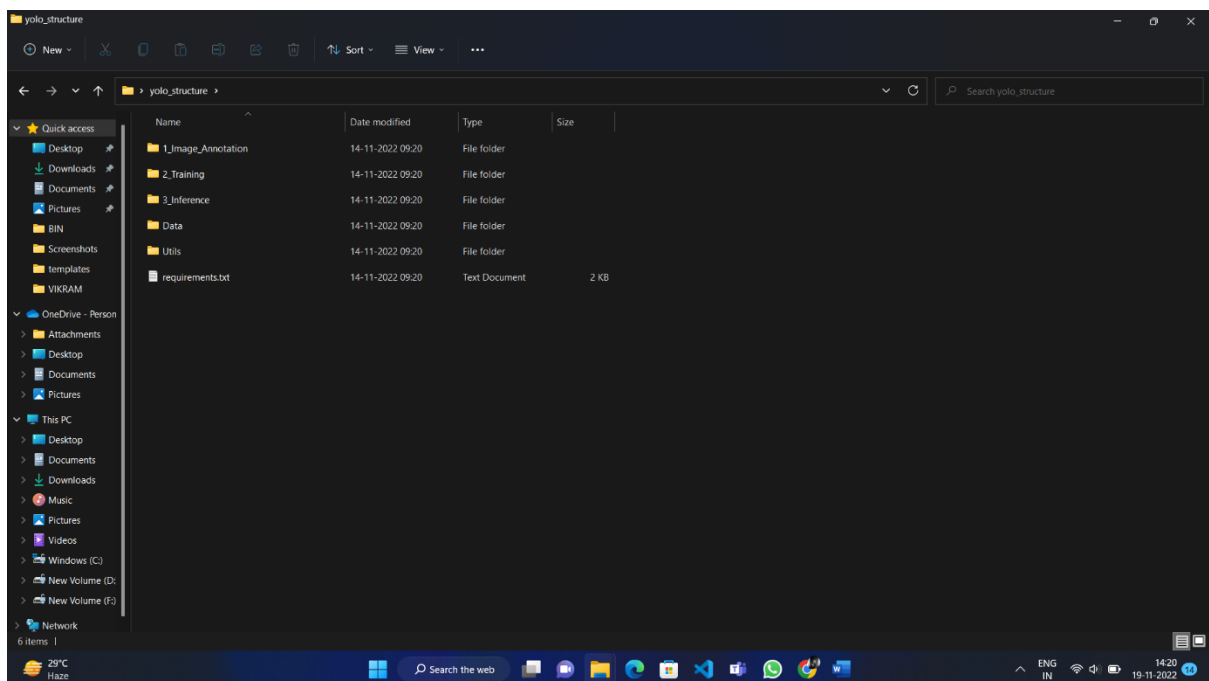 yolo_structure
New
Sort
View
yolo_structure
Search yolo_structure
Name Date modified Type Size
1_Image_Annotation 14-11-2022 09:20 File folder
2_Training 14-11-2022 09:20 File folder
3_Inference 14-11-2022 09:20 File folder
Data 14-11-2022 09:20 File folder
Utils 14-11-2022 09:20 File folder
requirements.txt 14-11-2022 09:20 Text Document 2 KB
Quick access
Desktop
Downloads
Documents
Pictures
BIN
Screenshots
templates
VIKRAM
OneDrive - Person
Attachments
Desktop
Documents
Pictures
This PC
Desktop
Documents
Downloads
Music
Pictures
Videos
Windows (C:)
New Volume (D:
New Volume (F:)
Network
6 items
29°C
Haze
Search the web
ENG
IN
14:20
19-11-2022
14